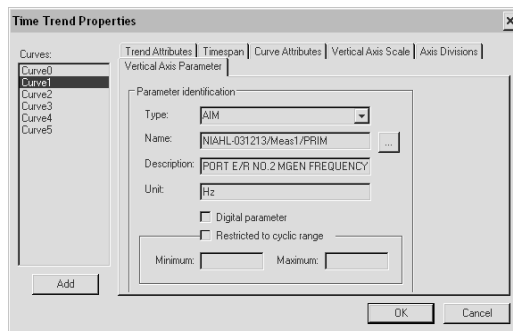 Time Trend Properties
x
Curves:
Curve0
Curve1
Curve2
Curve3
Curve4
Curve5
Add
Trend Attributes Timespan Curve Attributes Vertical Axis Scale Axis Divisions
Vertical Axis Parameter
Parameter identification
Type: AIM
Name: NIAHL-031213/Meas1/PRIM ...
Description: PORT E/R NO.2 MGEN FREQUENCY
Unit: Hz
Digital parameter
Restricted to cyclic range
Minimum: Maximum:
OK Cancel